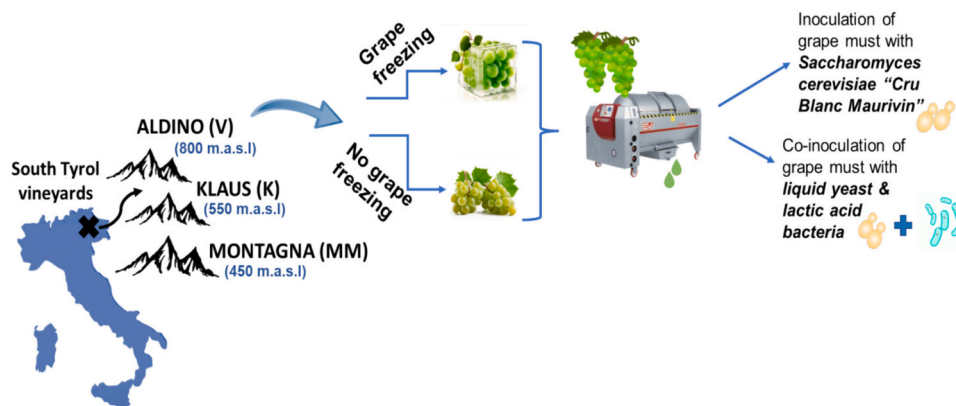 South Tyrol
vineyards
ALDINO (V)
(800 m.a.s.l)
KLAUS (K)
(550 m.a.s.l)
MONTAGNA (MM)
(450 m.a.s.l)
Grape
freezing
No grape
freezing
Inoculation of
grape must with
Saccharomyces
cerevisiae “Cru
Blanc Maurivin”
Co-inoculation of
grape must with
liquid yeast &
lactic acid
bacteria